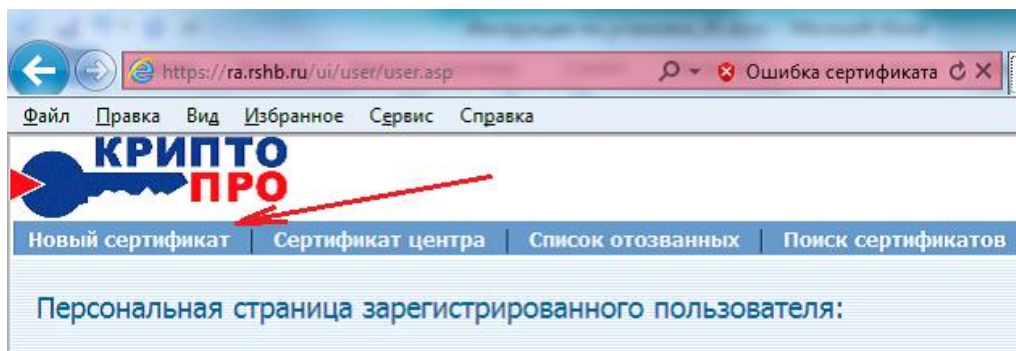 https://ra.rshb.ru/ui/user/user.asp Ошибка сертификата
Файл Правка Вид Избранное Сервис Справка
КРИПТО
ПРО
Новый сертификат | Сертификат центра | Список отозванных | Поиск сертификатов
Персональная страница зарегистрированного пользователя: